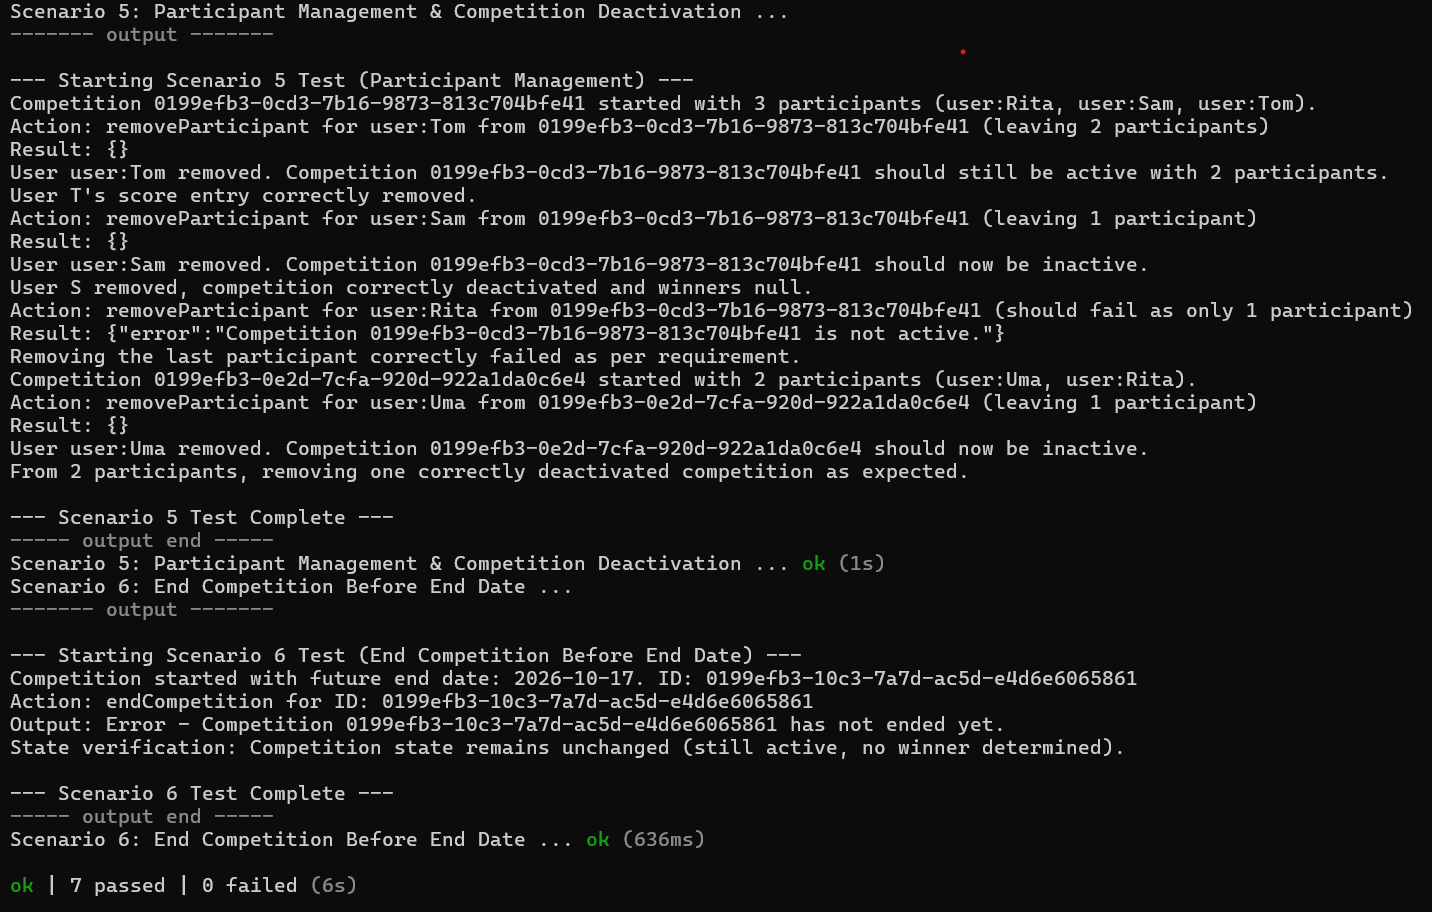 Scenario 5: Participant Management & Competition Deactivation ...
------- output -------
--- Starting Scenario 5 Test (Participant Management) ---
Competition 0199efb3-0cd3-7b16-9873-813c704bfe41 started with 3 participants (user:Rita, user:Sam, user:Tom).
Action: removeParticipant for user:Tom from 0199efb3-0cd3-7b16-9873-813c704bfe41 (leaving 2 participants)
Result: {}
User user:Tom removed. Competition 0199efb3-0cd3-7b16-9873-813c704bfe41 should still be active with 2 participants.
User T's score entry correctly removed.
Action: removeParticipant for user:Sam from 0199efb3-0cd3-7b16-9873-813c704bfe41 (leaving 1 participant)
Result: {}
User user:Sam removed. Competition 0199efb3-0cd3-7b16-9873-813c704bfe41 should now be inactive.
User S removed, competition correctly deactivated and winners null.
Action: removeParticipant for user:Rita from 0199efb3-0cd3-7b16-9873-813c704bfe41 (should fail as only 1 participant)
Result: {"error":"Competition 0199efb3-0cd3-7b16-9873-813c704bfe41 is not active."}
Removing the last participant correctly failed as per requirement.
Competition 0199efb3-0e2d-7cfa-920d-922a1da0c6e4 started with 2 participants (user:Uma, user:Rita).
Action: removeParticipant for user:Uma from 0199efb3-0e2d-7cfa-920d-922a1da0c6e4 (leaving 1 participant)
Result: {}
User user:Uma removed. Competition 0199efb3-0e2d-7cfa-920d-922a1da0c6e4 should now be inactive.
From 2 participants, removing one correctly deactivated competition as expected.
--- Scenario 5 Test Complete ---
----- output end -----
Scenario 5: Participant Management & Competition Deactivation ... ok (1s)
Scenario 6: End Competition Before End Date ...
------- output -------
--- Starting Scenario 6 Test (End Competition Before End Date) ---
Competition started with future end date: 2026-10-17. ID: 0199efb3-10c3-7a7d-ac5d-e4d6e6065861
Action: endCompetition for ID: 0199efb3-10c3-7a7d-ac5d-e4d6e6065861
Output: Error - Competition 0199efb3-10c3-7a7d-ac5d-e4d6e6065861 has not ended yet.
State verification: Competition state remains unchanged (still active, no winner determined).
--- Scenario 6 Test Complete ---
----- output end -----
Scenario 6: End Competition Before End Date ... ok (636ms)
ok | 7 passed | 0 failed (6s)